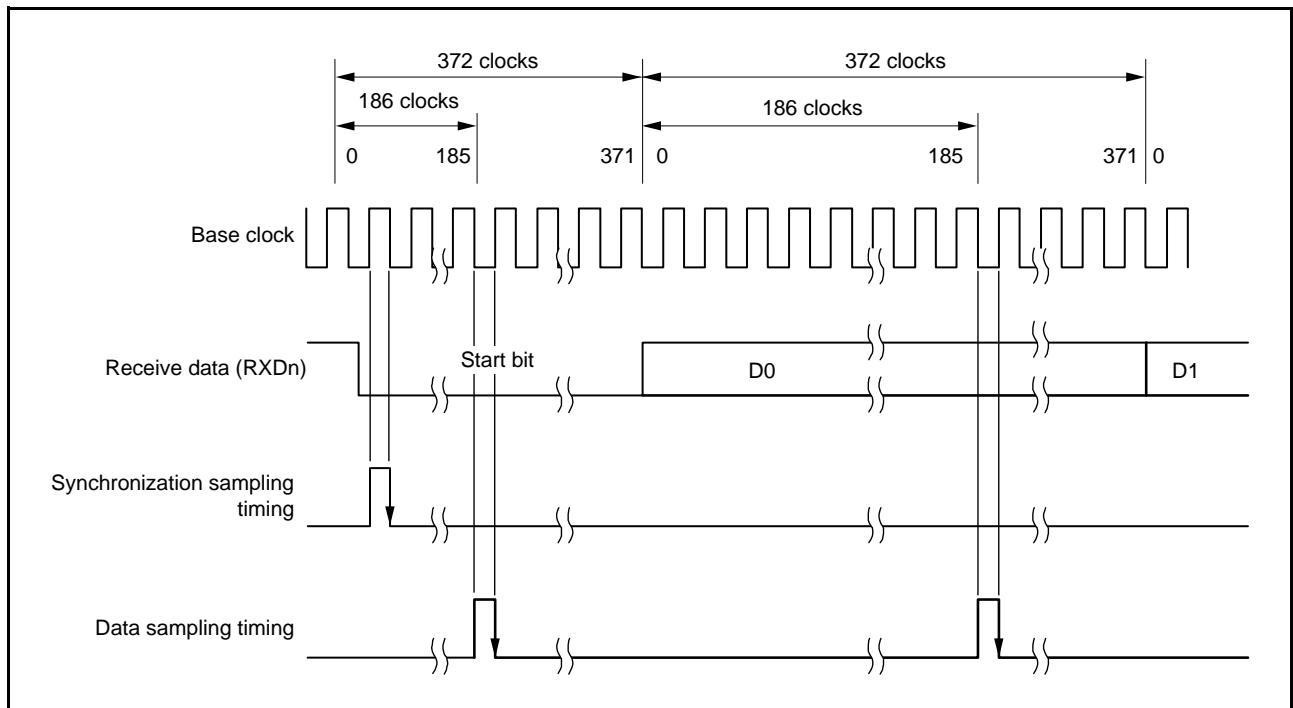 372 clocks
372 clocks
186 clocks
186 clocks
0
185
371
0
185
371
0
Base clock
Receive data (RXDn)
Start bit
D0
D1
Synchronization sampling
timing
Data sampling timing